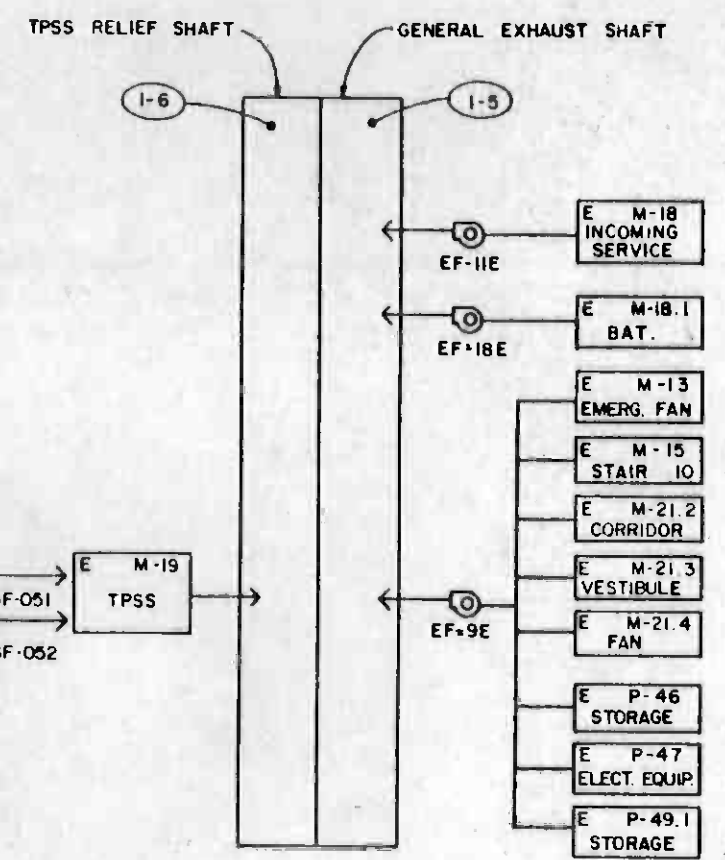 TPSS RELIEF SHAFT
GENERAL EXHAUST SHAFT
I-6
I-5
E M-18
INCOMING
SERVICE
EF-11E
E M-18.1
BAT.
EF-18E
E M-13
EMERG. FAN
E M-15
STAIR 10
E M-21.2
CORRIDOR
E M-19
TPSS
E M-21.3
VESTIBULE
F-051
EF-9E
E M-21.4
FAN
F-052
E P-46
STORAGE
E P-47
ELECT. EQUIP.
E P-49.1
STORAGE